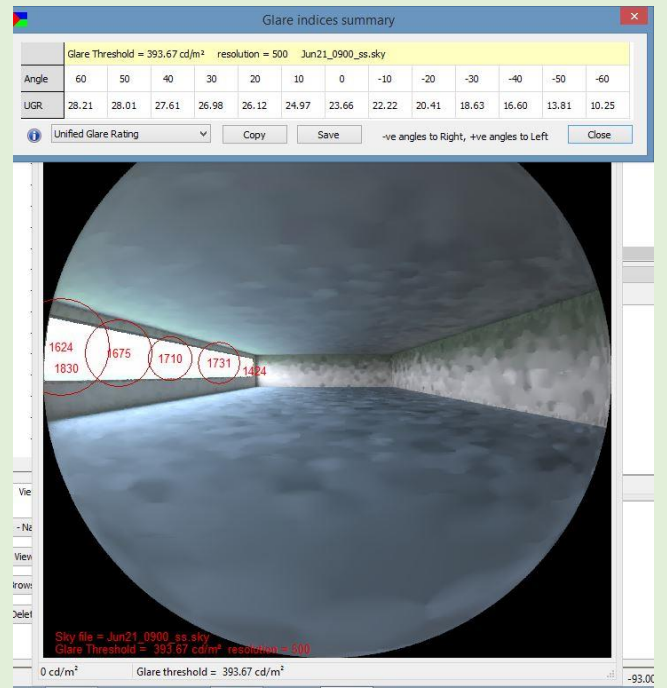 Glare indices summary
Glare Threshold = 393.67 cd/m² resolution = 500 Jun21_0900_ss.sky
Angle 60 50 40 30 20 10 0 -10 -20 -30 -40 -50 -60
UGR 28.21 28.01 27.61 26.98 26.12 24.97 23.66 22.22 20.41 18.63 16.60 13.81 10.25
Unified Glare Rating Copy Save -ve angles to Right, +ve angles to Left Close
1624 1675 1710 1731 1424
1830
Vie
- Na
View
Brows
Delet
Sky file = Jun21_0900_ss.sky
Glare Threshold = 393.67 cd/m² resolution = 500
0 cd/m² Glare threshold = 393.67 cd/m²
-93.00